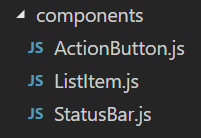 components
JS ActionButton.js
JS ListItem.js
JS StatusBar.js